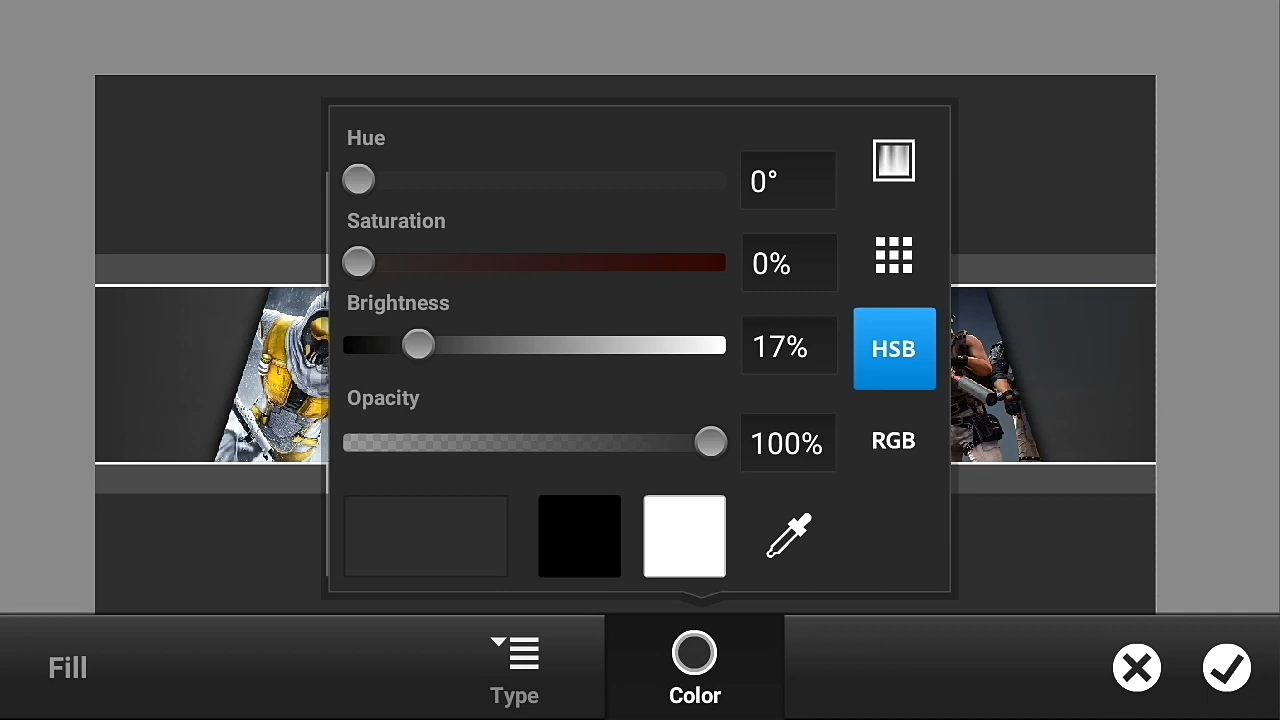 Hue
0°
Saturation
0%
Brightness
17%
HSB
Opacity
100%
RGB
Fill
Type
Color